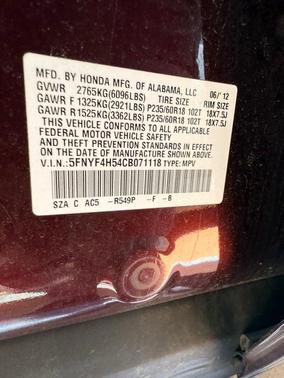 MFD. BY HONDA MFG. OF ALABAMA, LLC 06/'12
GVWR 2765KG(6096LBS) TIRE SIZE RIM SIZE
GAWR F 1325KG(2921LBS) P235/60R18 102T 18X7.5J
GAWR R 1525KG(3362LBS) P235/60R18 102T 18X7.5J
THIS VEHICLE CONFORMS TO ALL APPLICABLE
FEDERAL MOTOR VEHICLE SAFETY, BUMPER,
AND THEFT PREVENTION STANDARDS IN EFFECT ON
THE DATE OF MANUFACTURE SHOWN ABOVE.
V.I.N.: 5FNYF4H54CB071118 TYPE: MPV
SZA C AC5 -R549P -F -B